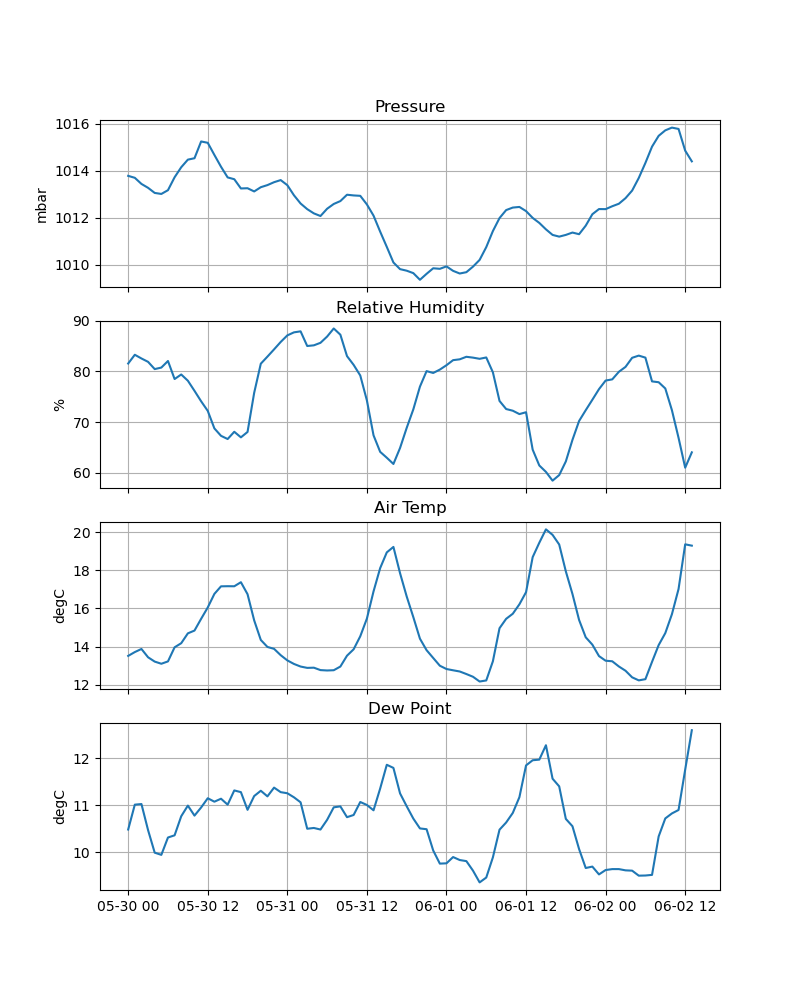 Pressure
1016
1014
1012
1010
mbar
Relative Humidity
90
80
70
60
%
Air Temp
20
18
16
14
12
degC
Dew Point
12
11
10
degC
05-30 00 05-30 12 05-31 00 05-31 12 06-01 00 06-01 12 06-02 00 06-02 12